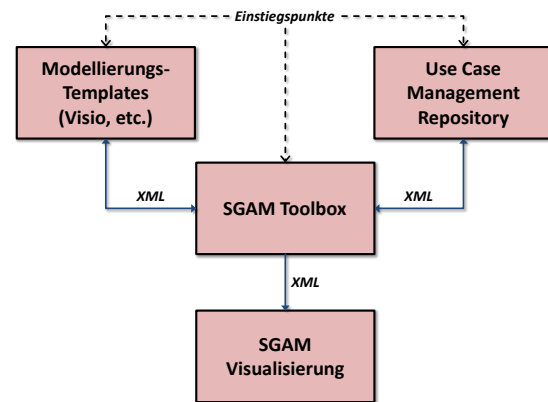 Einstiegspunkte
Modellierungs-
Templates
(Visio, etc.)
Use Case
Management
Repository
XML
SGAM Toolbox
XML
XML
SGAM
Visualisierung